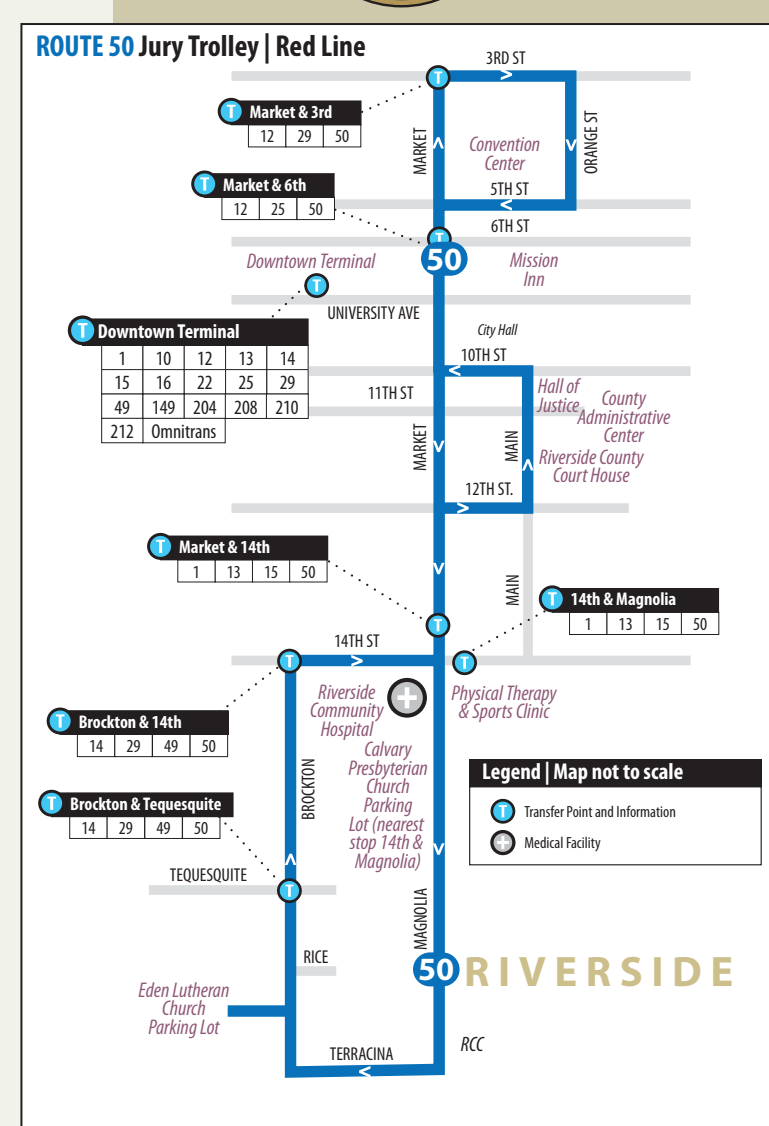 ROUTE 50 Jury Trolley | Red Line
3RD ST
T
T Market & 3rd
12 29 50
MARKET
Convention
Center
ORANGE ST
5TH ST
T Market & 6th
12 25 50
6TH ST
T
50
Downtown Terminal
Mission
Inn
T
UNIVERSITY AVE
T Downtown Terminal
1 10 12 13 14
15 16 22 25 29
49 149 204 208 210
212 Omnitrans
City Hall
10TH ST
11TH ST
Hall of
Justice
County
Administrative
Center
MARKET
MAIN
Riverside County
Court House
12TH ST.
T Market & 14th
1 13 15 50
MAIN
T 14th & Magnolia
1 13 15 50
T
14TH ST
T
T
Riverside
Community
Hospital
Physical Therapy
& Sports Clinic
T Brockton & 14th
14 29 49 50
Calvary
Presbyterian
Church
Parking
Lot (nearest
stop 14th &
Magnolia)
BROCKTON
Legend | Map not to scale
T Transfer Point and Information
Medical Facility
T Brockton & Tequesquite
14 29 49 50
TEQUESQUITE
T
MAGNOLIA
RICE
50
RIVERSIDE
Eden Lutheran
Church
Parking Lot
TERRACINA
RCC